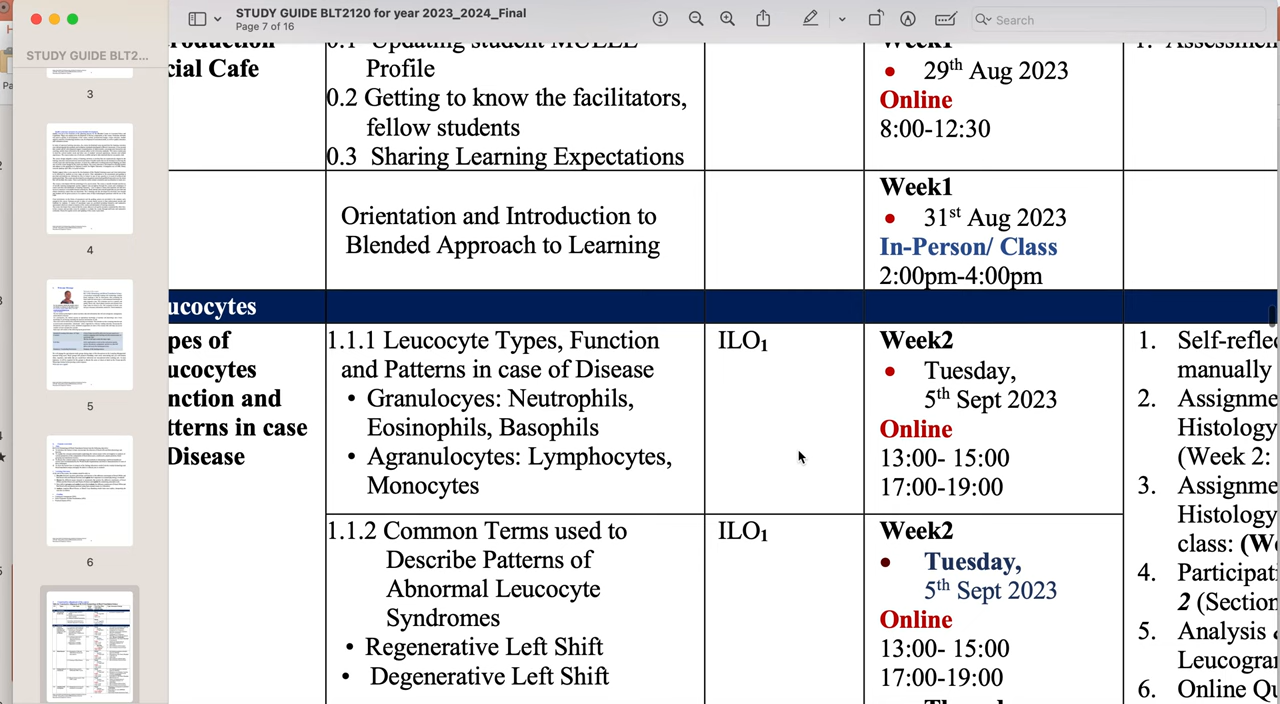 STUDY GUIDE BLT2120 for year 2023_2024_Final
Page 7 of 16
Search
STUDY GUIDE BLT2...
3
4
5
6
cial Cafe
0.1 Updating student
Profile
0.2 Getting to know the facilitators,
fellow students
0.3 Sharing Learning Expectations
Week1
• 29th Aug 2023
Online
8:00-12:30
Orientation and Introduction to
Blended Approach to Learning
Week1
• 31st Aug 2023
In-Person/ Class
2:00pm-4:00pm
ucocytes
pes of
ucocytes
nction and
tterns in case
Disease
1.1.1 Leucocyte Types, Function
and Patterns in case of Disease
• Granulocyes: Neutrophils,
Eosinophils, Basophils
• Agranulocytes: Lymphocytes,
Monocytes
ILO1
Week2
• Tuesday,
5th Sept 2023
Online
13:00- 15:00
17:00-19:00
1.1.2 Common Terms used to
Describe Patterns of
Abnormal Leucocyte
Syndromes
• Regenerative Left Shift
• Degenerative Left Shift
ILO1
Week2
• Tuesday,
5th Sept 2023
Online
13:00- 15:00
17:00-19:00
1. Self-refle
manually
2. Assignme
Histology
(Week 2:
3. Assignme
Histology
class: (W
4. Participati
2 (Section
5. Analysis
Leucogra
6. Online Qu